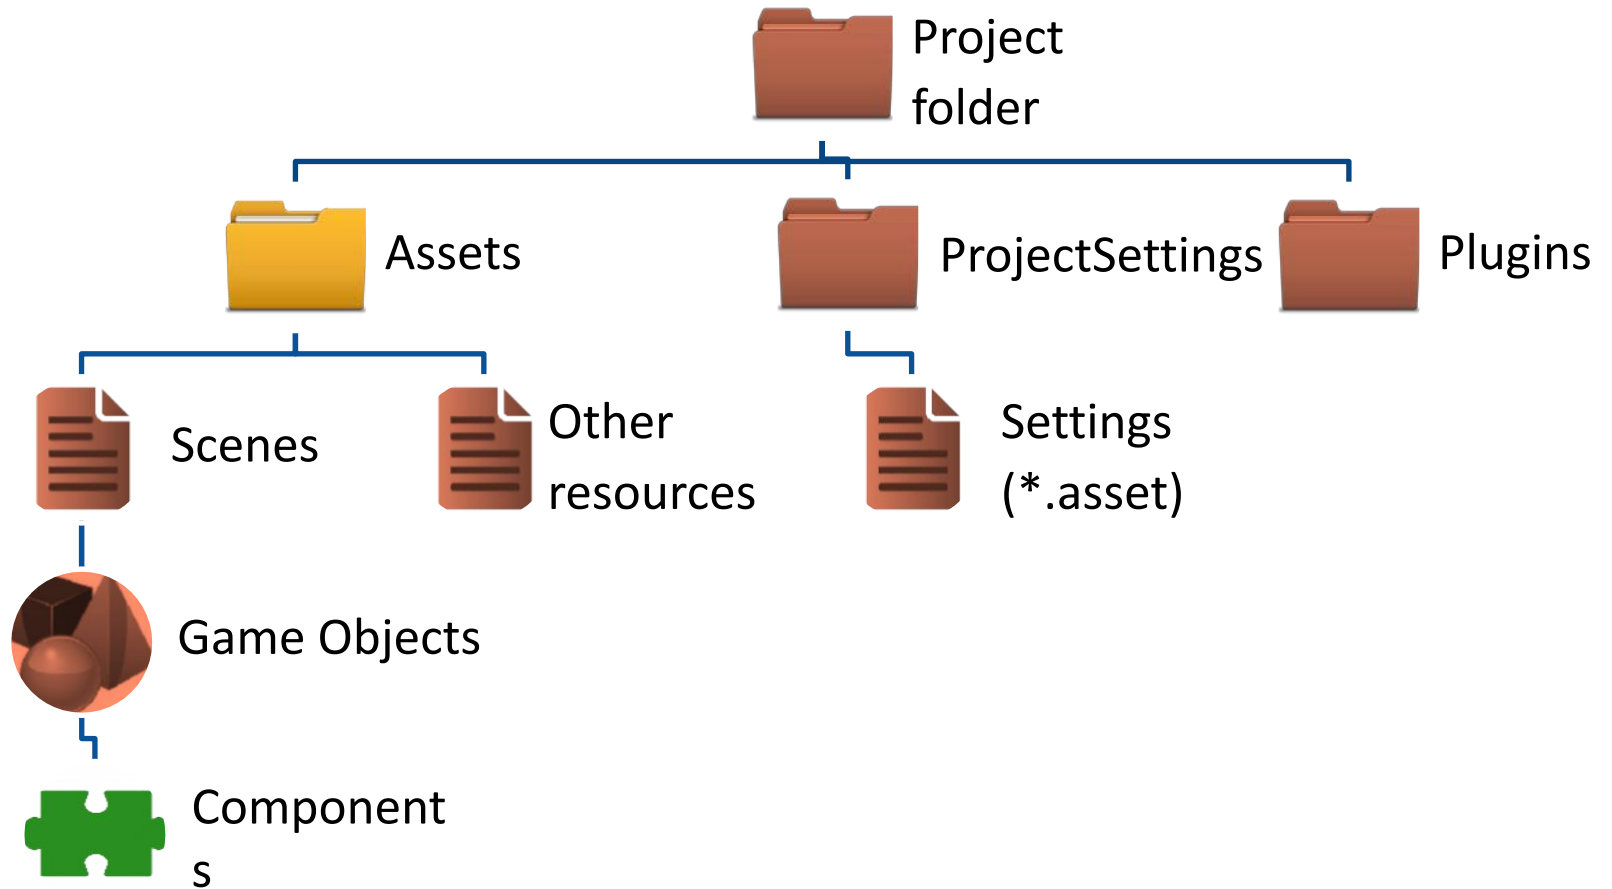 Project
folder
Assets
ProjectSettings
Plugins
Scenes
Other
resources
Settings
(*.asset)
Game Objects
Component
s